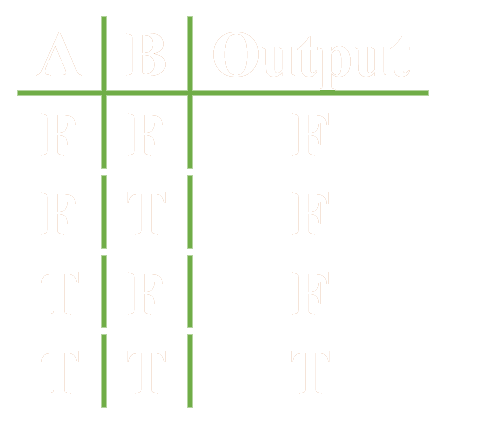 A B Output
F F F
F T F
T F F
T T T